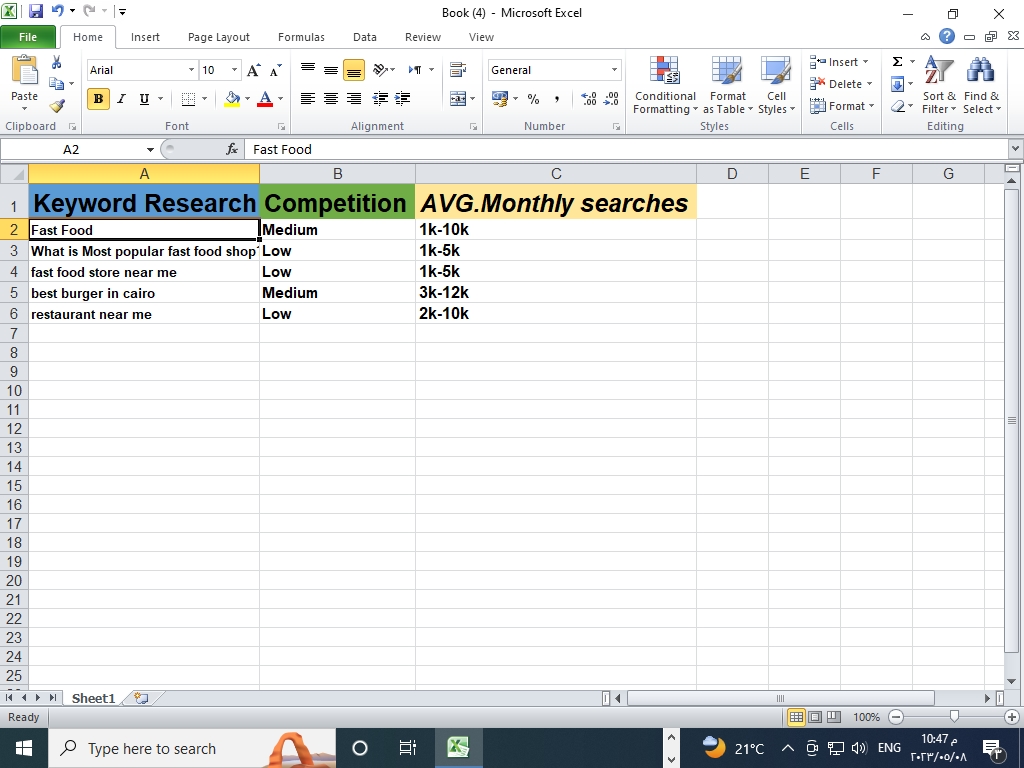 Book (4) - Microsoft Excel
File Home Insert Page Layout Formulas Data Review View
Paste
Arial 10
B I U
General
% ,
Conditional Formatting
Format as Table
Cell Styles
Insert
Delete
Format
Σ
Sort & Filter
Find & Select
Clipboard Font Alignment Number Styles Cells Editing
A2 fx Fast Food
A B C D E F G
1 Keyword Research Competition AVG.Monthly searches
2 Fast Food Medium 1k-10k
3 What is Most popular fast food shop? Low 1k-5k
4 fast food store near me Low 1k-5k
5 best burger in cairo Medium 3k-12k
6 restaurant near me Low 2k-10k
7
8
9
10
11
12
13
14
15
16
17
18
19
20
21
22
23
24
25
Sheet1
Ready 100%
Type here to search 21°C ENG 10:47 م
٢٠٢٣/٠٥/٠٨ ٣